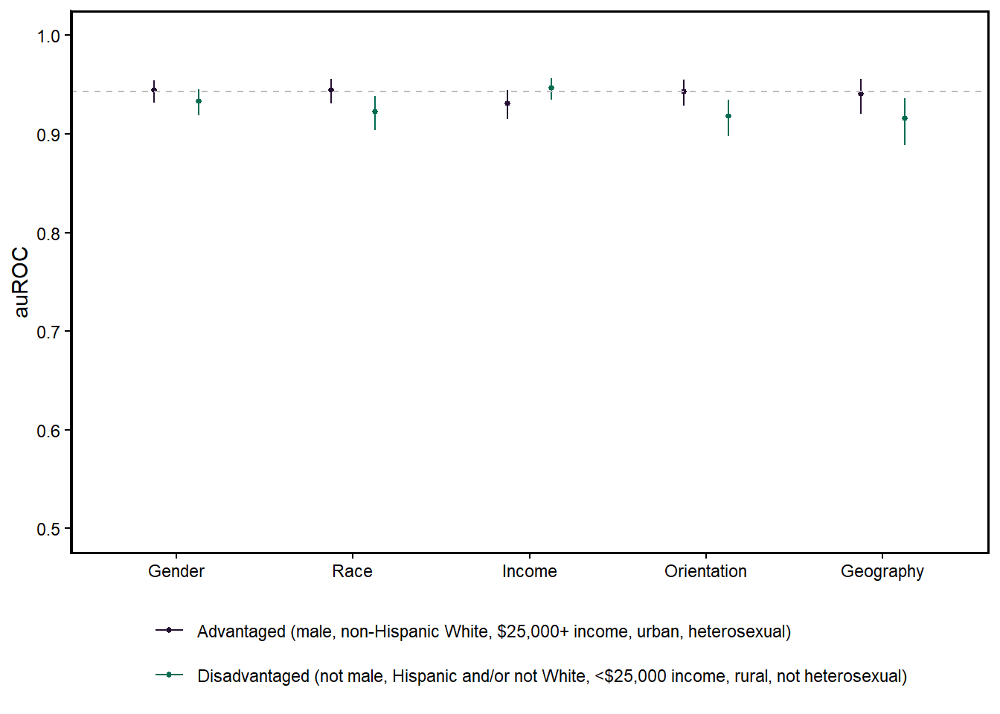 1.0
0.9
0.8
0.7
0.6
0.5
auROC
Gender Race Income Orientation Geography
Advantaged (male, non-Hispanic White, $25,000+ income, urban, heterosexual)
Disadvantaged (not male, Hispanic and/or not White, <$25,000 income, rural, not heterosexual)